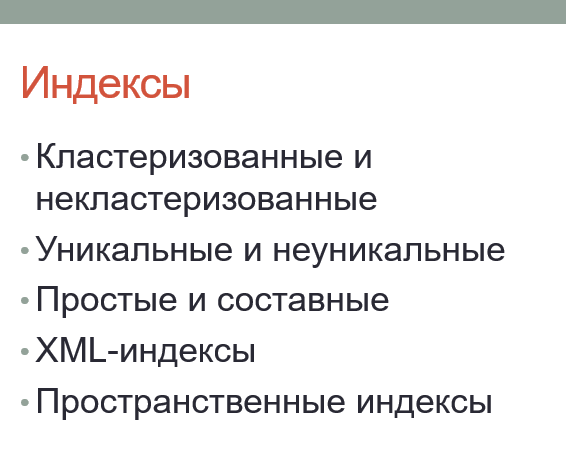 Индексы
• Кластеризованные и
некластеризованные
• Уникальные и неуникальные
• Простые и составные
• XML-индексы
• Пространственные индексы